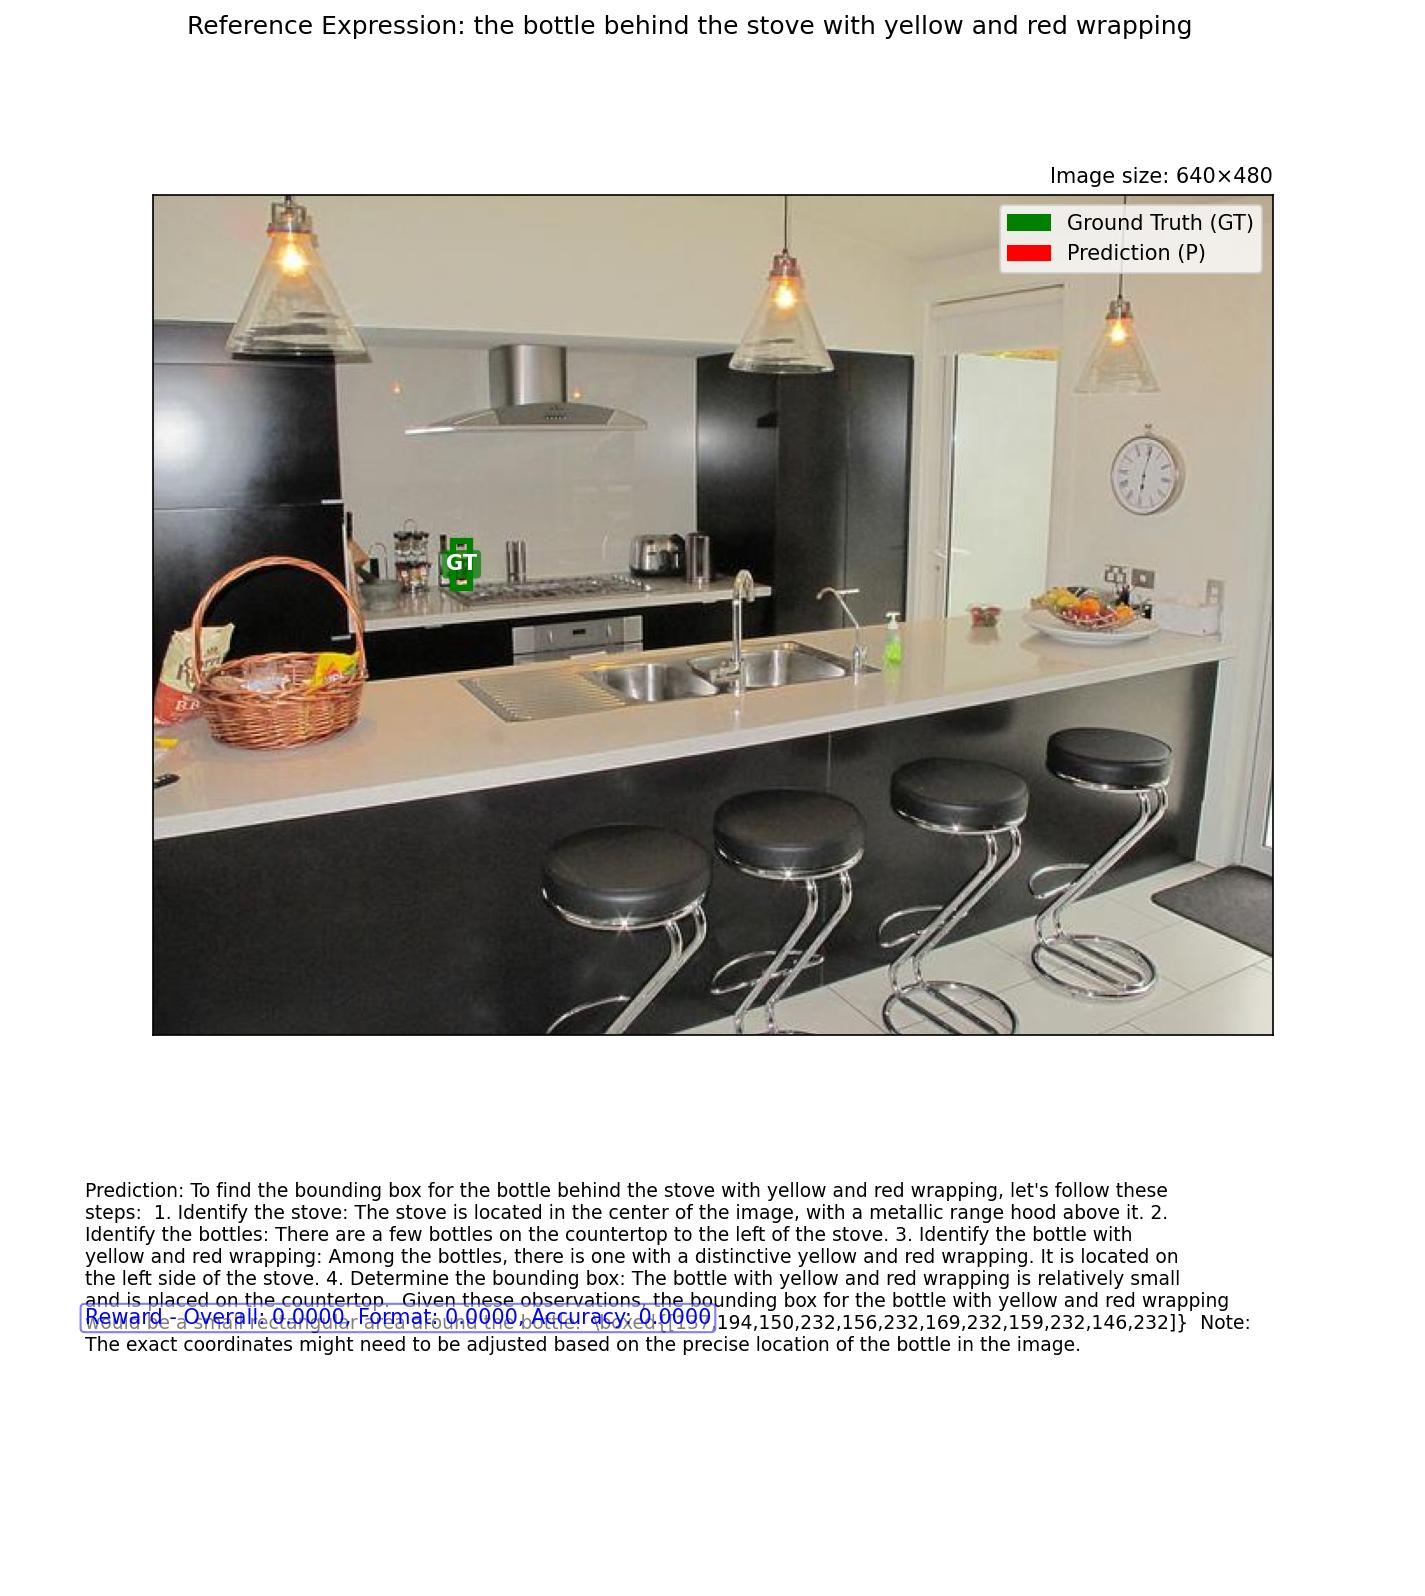 Reference Expression: the bottle behind the stove with yellow and red wrapping
Image size: 640×480
Ground Truth (GT)
Prediction (P)
GT
Prediction: To find the bounding box for the bottle behind the stove with yellow and red wrapping, let's follow these
steps:  1. Identify the stove: The stove is located in the center of the image, with a metallic range hood above it. 2.
Identify the bottles: There are a few bottles on the countertop to the left of the stove. 3. Identify the bottle with
yellow and red wrapping: Among the bottles, there is one with a distinctive yellow and red wrapping. It is located on
the left side of the stove. 4. Determine the bounding box: The bottle with yellow and red wrapping is relatively small
and is placed on the countertop.  Given these observations, the bounding box for the bottle with yellow and red wrapping
Reward - Overall: 0.0000, Format: 0.0000, Accuracy: 0.0000
would be a small rectangular area around the bottle:  \boxed{[137,194,150,232,156,232,169,232,159,232,146,232]}  Note:
The exact coordinates might need to be adjusted based on the precise location of the bottle in the image.